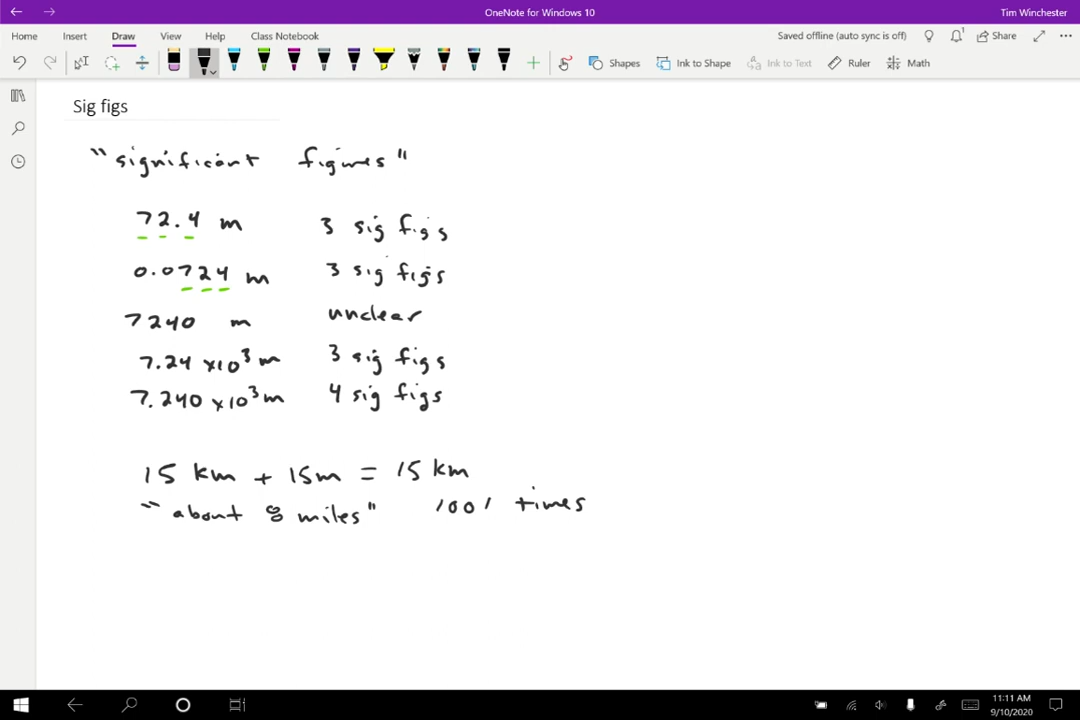 OneNote for Windows 10
Tim Winchester
Home Insert Draw View Help Class Notebook
Saved offline (auto sync is off) Share
Shapes Ink to Shape Ink to Text Ruler Math
Sig figs
"significant figures"
72.4 m 3 sig figs
0.0724 m 3 sig figs
7240 m unclear
7.24 x10³ m 3 sig figs
7.240 x10³ m 4 sig figs
15 km + 15m = 15 km
"about 8 miles" 1001 times
11:11 AM
9/10/2020